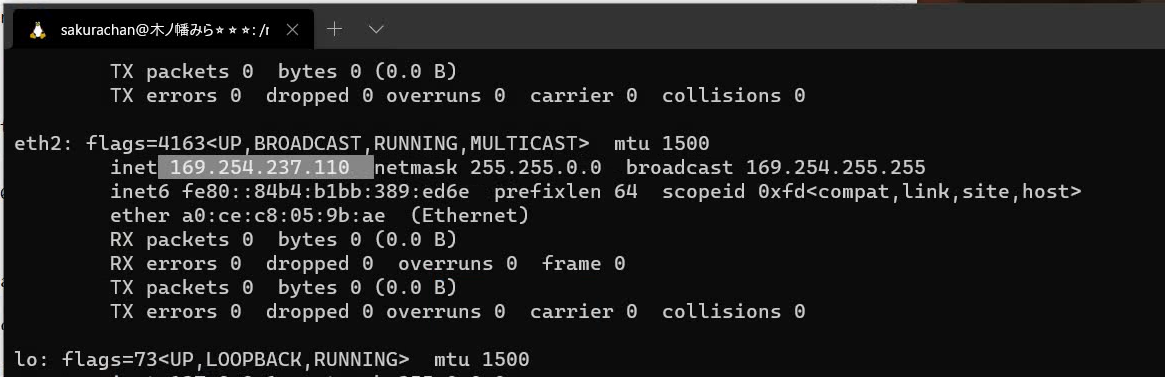 sakurachan@木ノ幡みら⭐⭐⭐: /r
TX packets 0  bytes 0 (0.0 B)
TX errors 0  dropped 0 overruns 0  carrier 0  collisions 0
eth2: flags=4163<UP,BROADCAST,RUNNING,MULTICAST>  mtu 1500
inet 169.254.237.110  netmask 255.255.0.0  broadcast 169.254.255.255
inet6 fe80::84b4:b1bb:389:ed6e  prefixlen 64  scopeid 0xfd<compat,link,site,host>
ether a0:ce:c8:05:9b:ae  (Ethernet)
RX packets 0  bytes 0 (0.0 B)
RX errors 0  dropped 0  overruns 0  frame 0
TX packets 0  bytes 0 (0.0 B)
TX errors 0  dropped 0 overruns 0  carrier 0  collisions 0
lo: flags=73<UP,LOOPBACK,RUNNING>  mtu 1500